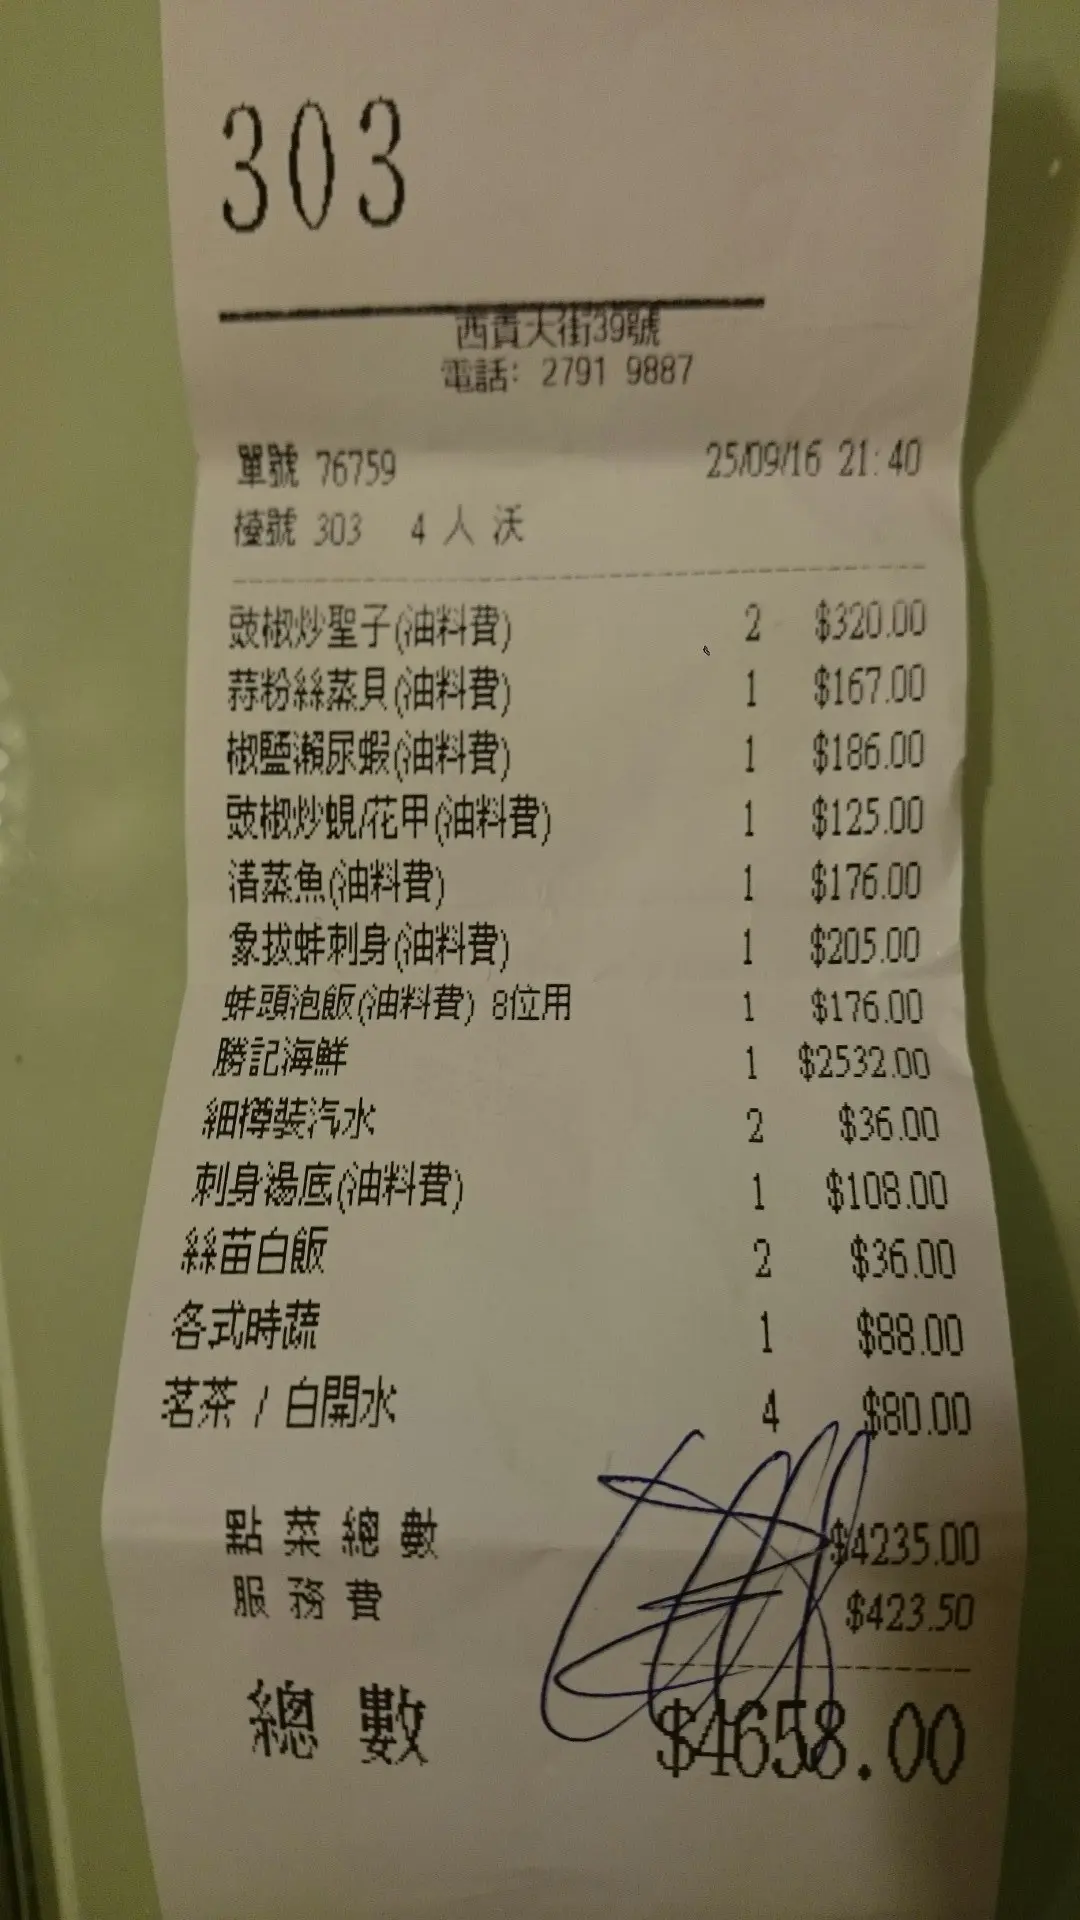 303
西貢大街39號
電話: 2791 9887
單號 76759 25/09/16 21:40
檯號 303 4 人 沃
豉椒炒聖子(油料費) 2 $320.00
蒜粉絲蒸貝(油料費) 1 $167.00
椒鹽瀨尿蝦(油料費) 1 $186.00
豉椒炒蜆/花甲(油料費) 1 $125.00
清蒸魚(油料費) 1 $176.00
象拔蚌刺身(油料費) 1 $205.00
蚌頭泡飯(油料費) 8位用 1 $176.00
勝記海鮮 1 $2532.00
細樽裝汽水 2 $36.00
刺身湯底(油料費) 1 $108.00
絲苗白飯 2 $36.00
各式時蔬 1 $88.00
茗茶 / 白開水 4 $80.00
點菜總數 $4235.00
服務費 $423.50
總數 $4658.00